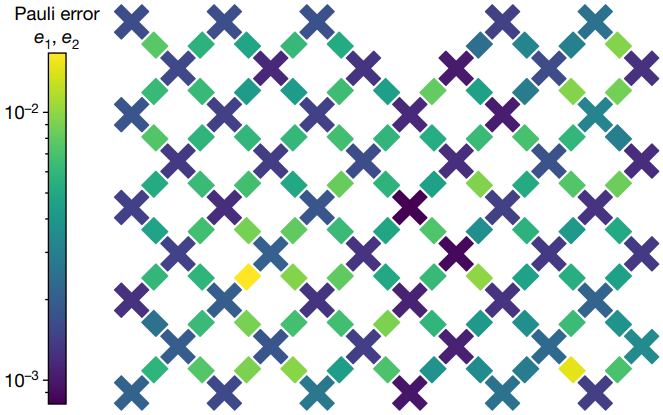 Pauli error
e₁, e₂
10⁻²
10⁻³